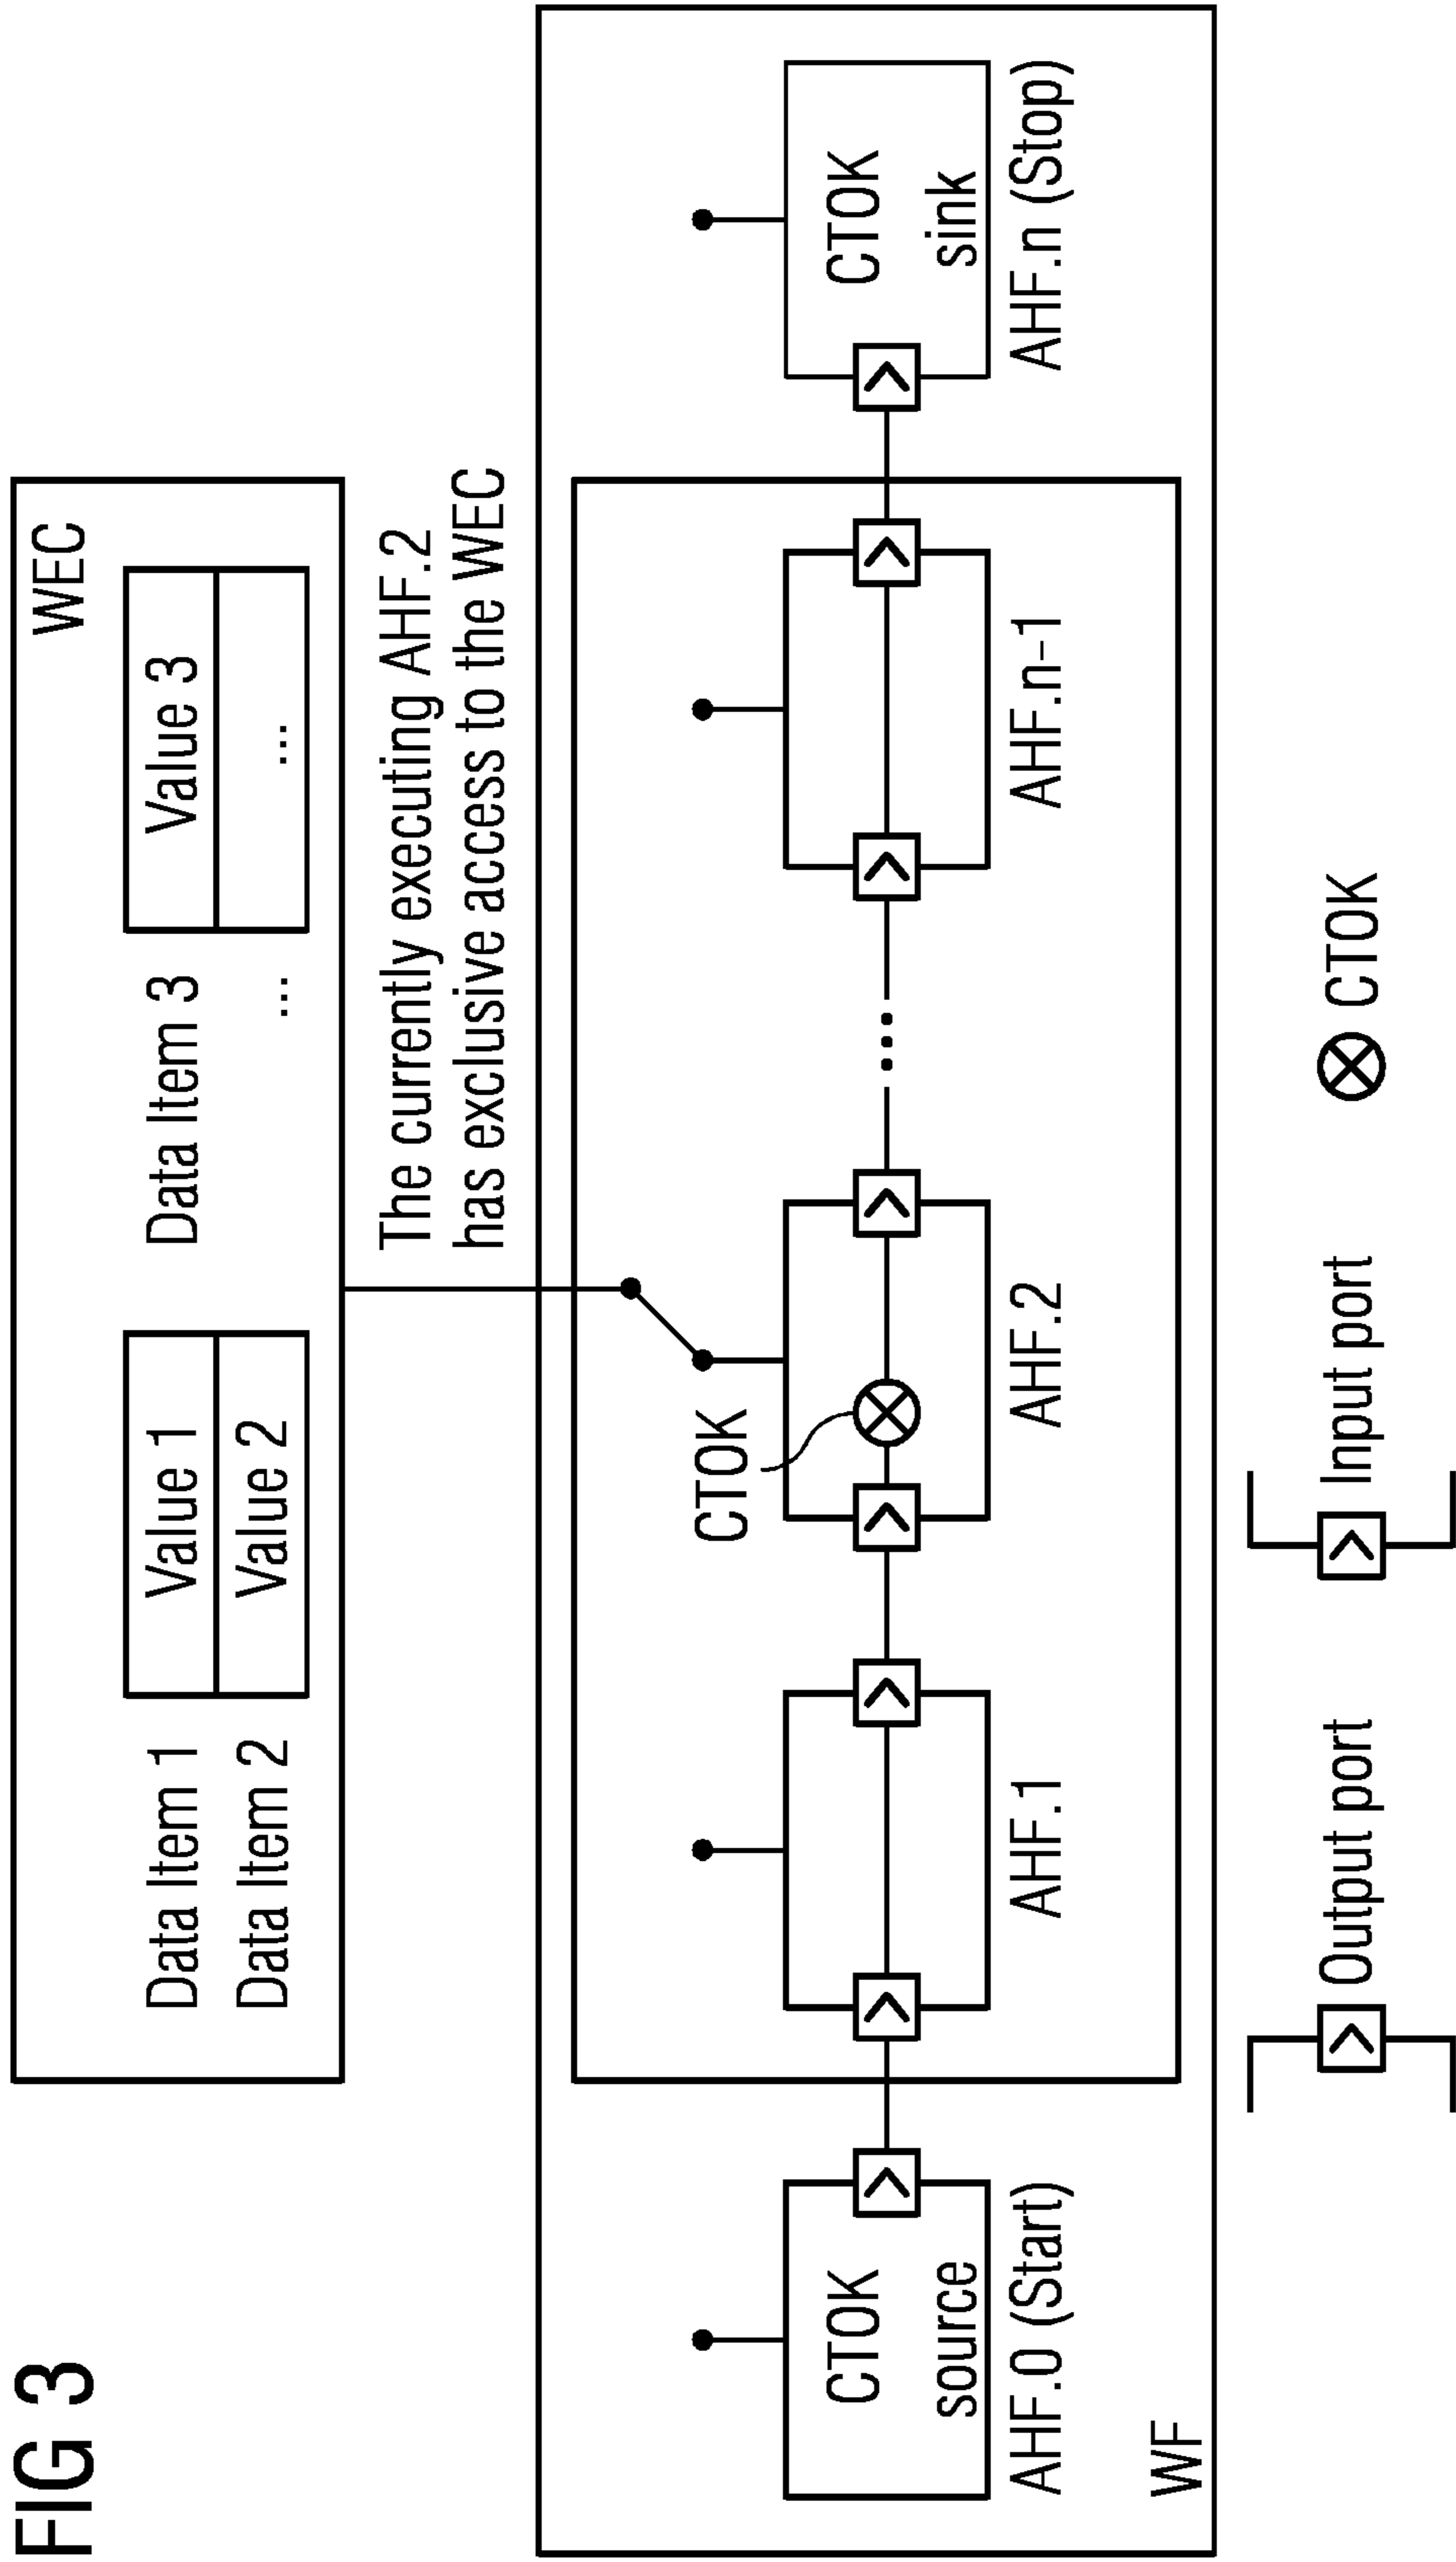 FIG 3
WEC
Data Item 1 Value 1 Data Item 3 Value 3
Data Item 2 Value 2 ... ...
The currently executing AHF.2
has exclusive access to the WEC
CTOK
CTOK
source
CTOK
sink
...
AHF.0 (Start) AHF.1 AHF.2 AHF.n-1 AHF.n (Stop)
WF
Output port Input port CTOK